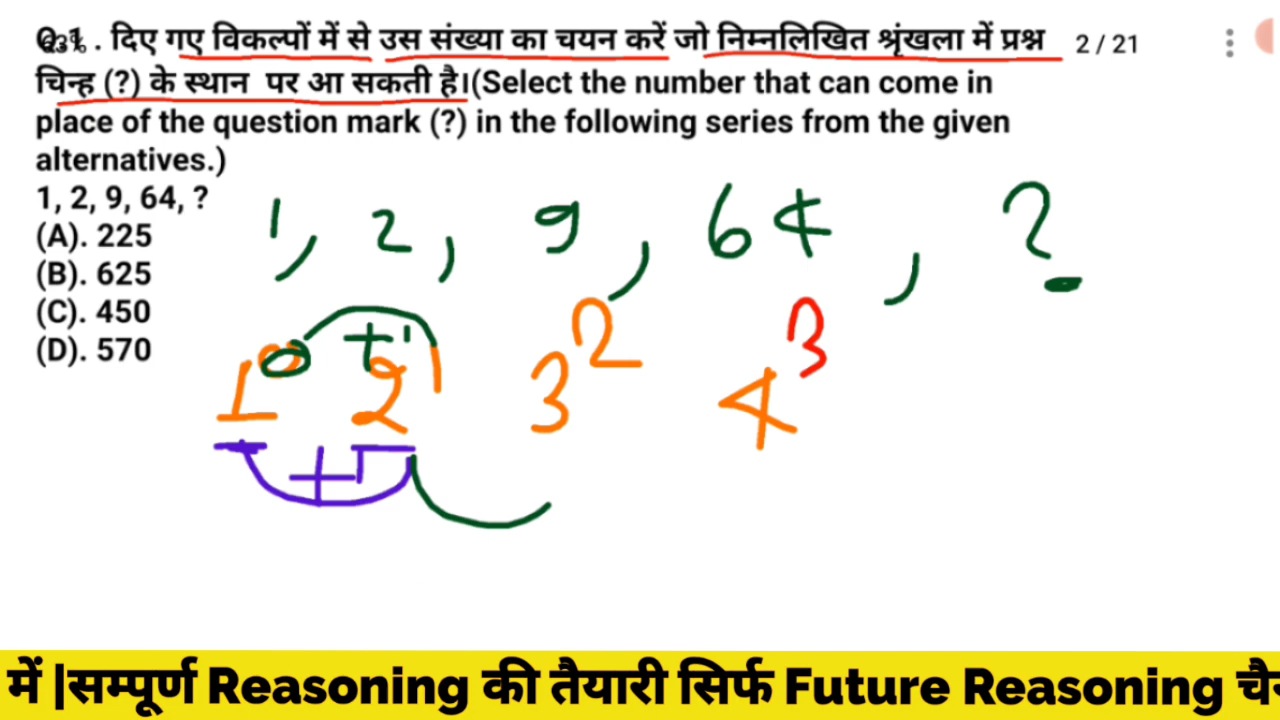 Q.1 . दिए गए विकल्पों में से उस संख्या का चयन करें जो निम्नलिखित श्रृंखला में प्रश्न 2 / 21
चिन्ह (?) के स्थान पर आ सकती है।(Select the number that can come in
place of the question mark (?) in the following series from the given
alternatives.)
1, 2, 9, 64, ?
(A). 225
(B). 625
(C). 450
(D). 570
1, 2, 9, 64, ?
+1
1⁰ 2¹ 3² 4³
+1
में |सम्पूर्ण Reasoning की तैयारी सिर्फ Future Reasoning